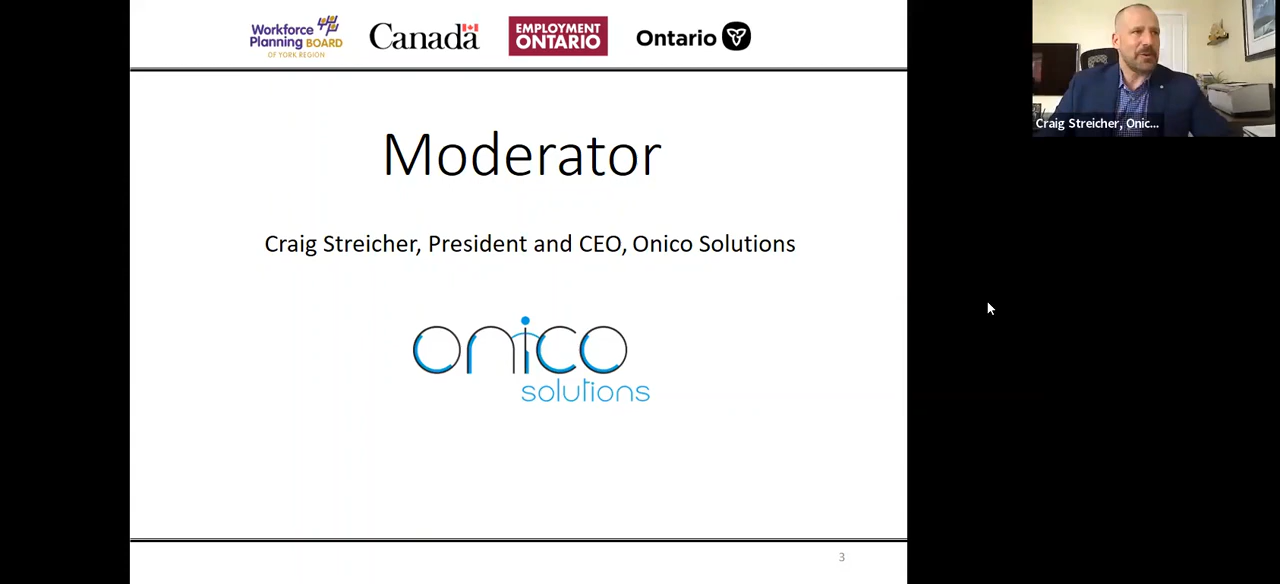 Workforce
Planning BOARD
OF YORK REGION
Canada
EMPLOYMENT
ONTARIO
Ontario
Craig Streicher, Onic...
Moderator
Craig Streicher, President and CEO, Onico Solutions
onico
solutions
3